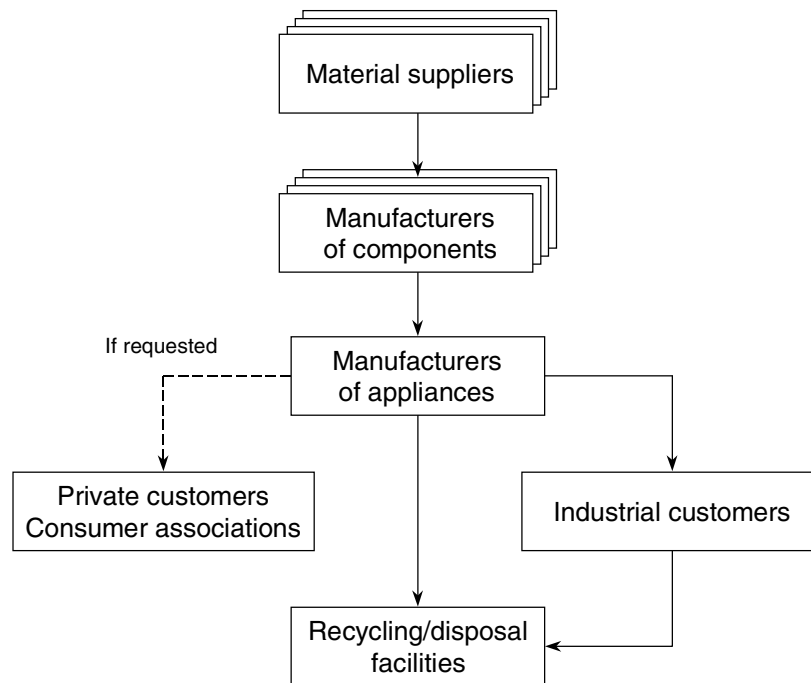 Material suppliers
Manufacturers
of components
If requested
Manufacturers
of appliances
Private customers
Consumer associations
Industrial customers
Recycling/disposal
facilities